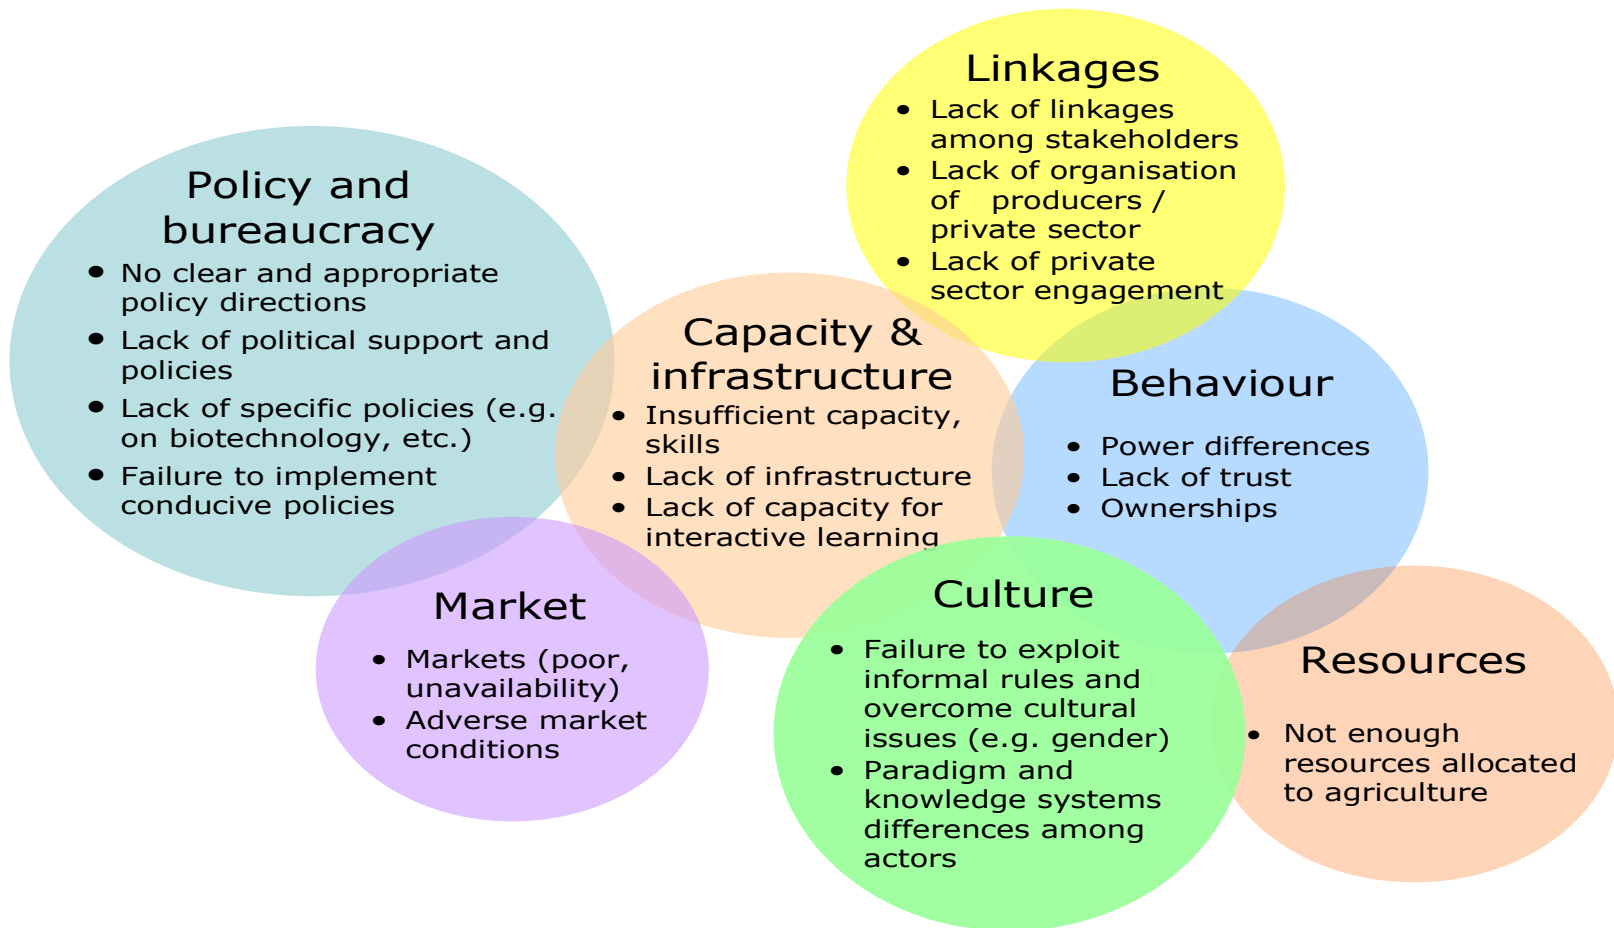 Linkages
• Lack of linkages
among stakeholders
• Lack of organisation
of producers /
private sector
• Lack of private
sector engagement
Policy and
bureaucracy
• No clear and appropriate
policy directions
• Lack of political support and
policies
• Lack of specific policies (e.g.
on biotechnology, etc.)
• Failure to implement
conducive policies
Capacity &
infrastructure
• Insufficient capacity,
skills
• Lack of infrastructure
• Lack of capacity for
interactive learning
Behaviour
• Power differences
• Lack of trust
• Ownerships
Market
• Markets (poor,
unavailability)
• Adverse market
conditions
Culture
• Failure to exploit
informal rules and
overcome cultural
issues (e.g. gender)
• Paradigm and
knowledge systems
differences among
actors
Resources
• Not enough
resources allocated
to agriculture